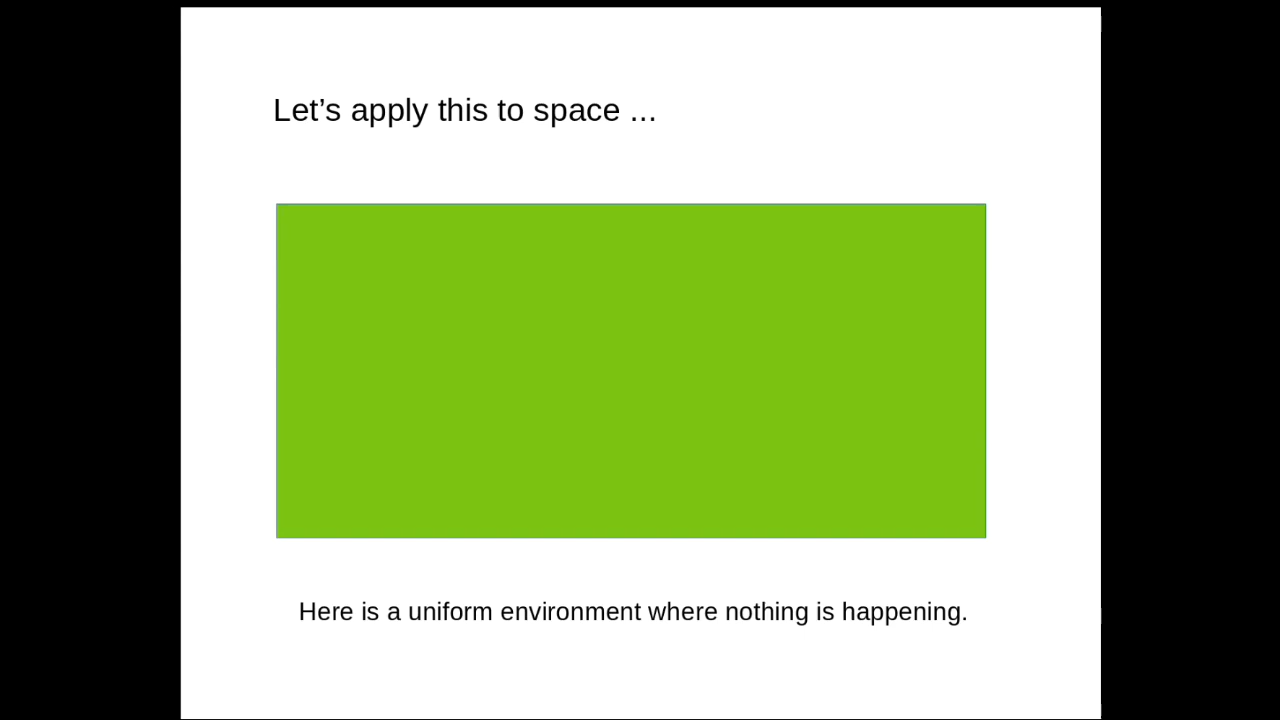 Let’s apply this to space ...
Here is a uniform environment where nothing is happening.